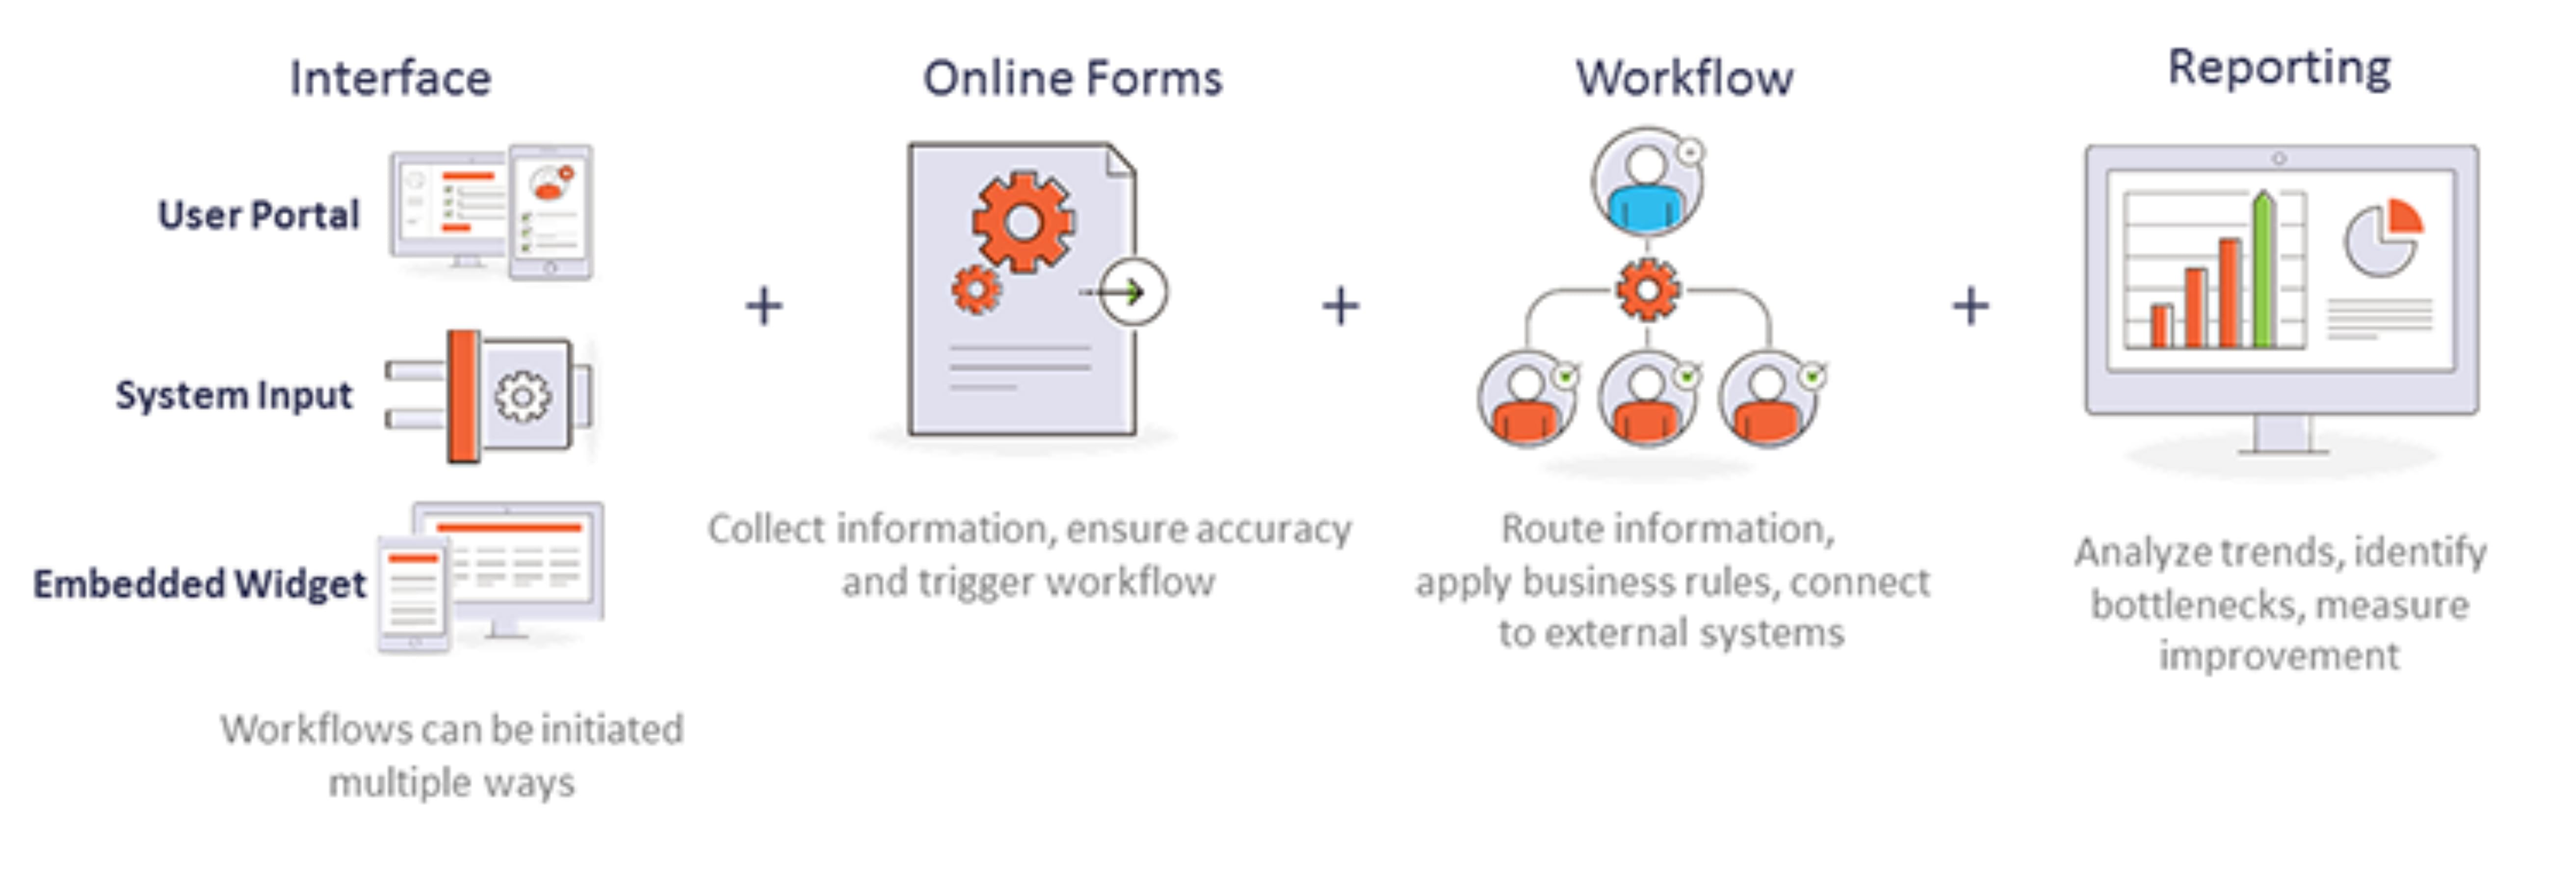 Interface
User Portal
System Input
Embedded Widget
Workflows can be initiated
multiple ways
+
Online Forms
Collect information, ensure accuracy
and trigger workflow
+
Workflow
Route information,
apply business rules, connect
to external systems
+
Reporting
Analyze trends, identify
bottlenecks, measure
improvement